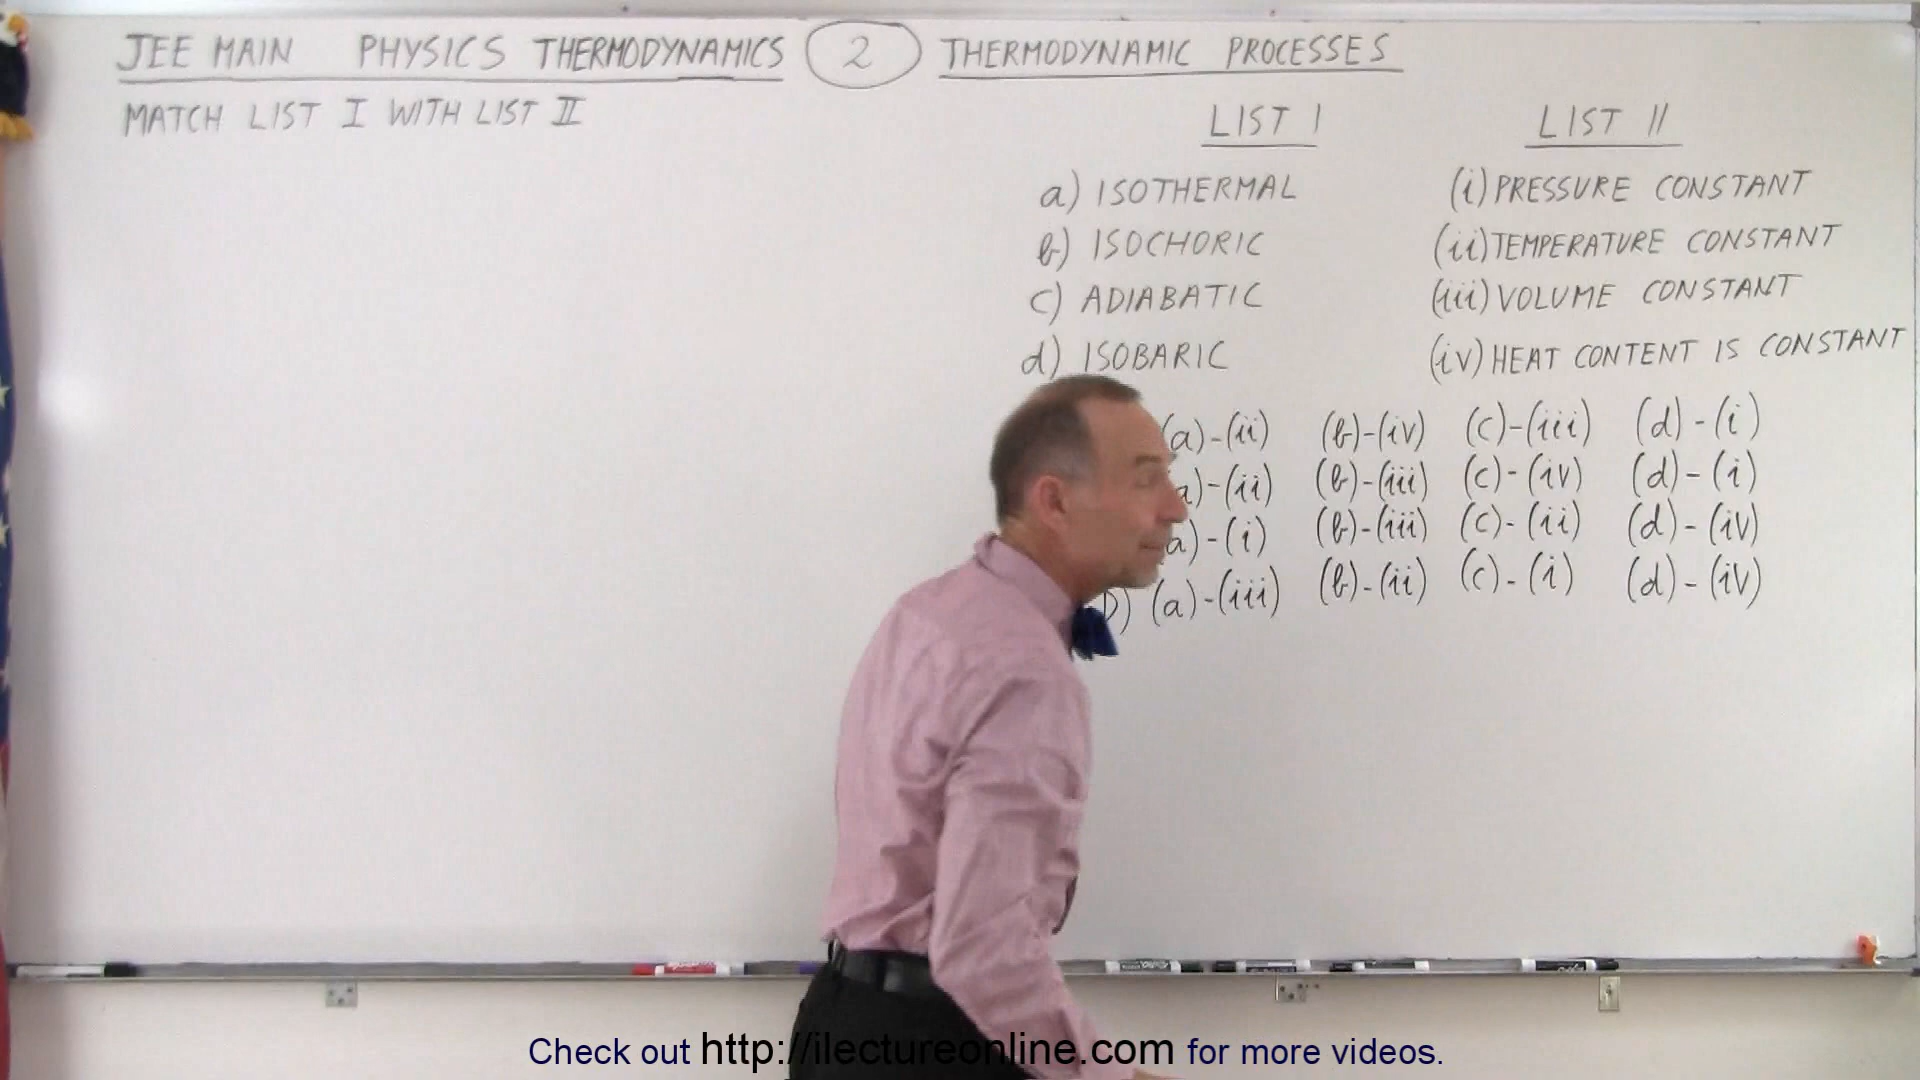 JEE MAIN PHYSICS THERMODYNAMICS 2 THERMODYNAMIC PROCESSES
MATCH LIST I WITH LIST II
LIST I LIST II
a) ISOTHERMAL (i) PRESSURE CONSTANT
b) ISOCHORIC (ii) TEMPERATURE CONSTANT
c) ADIABATIC (iii) VOLUME CONSTANT
d) ISOBARIC (iv) HEAT CONTENT IS CONSTANT
(a)-(ii) (b)-(iv) (c)-(iii) (d)-(i)
a)-(ii) (b)-(iii) (c)-(iv) (d)-(i)
a)-(i) (b)-(iii) (c)-(ii) (d)-(iv)
D) (a)-(iii) (b)-(ii) (c)-(i) (d)-(iv)
Check out http://ilectureonline.com for more videos.